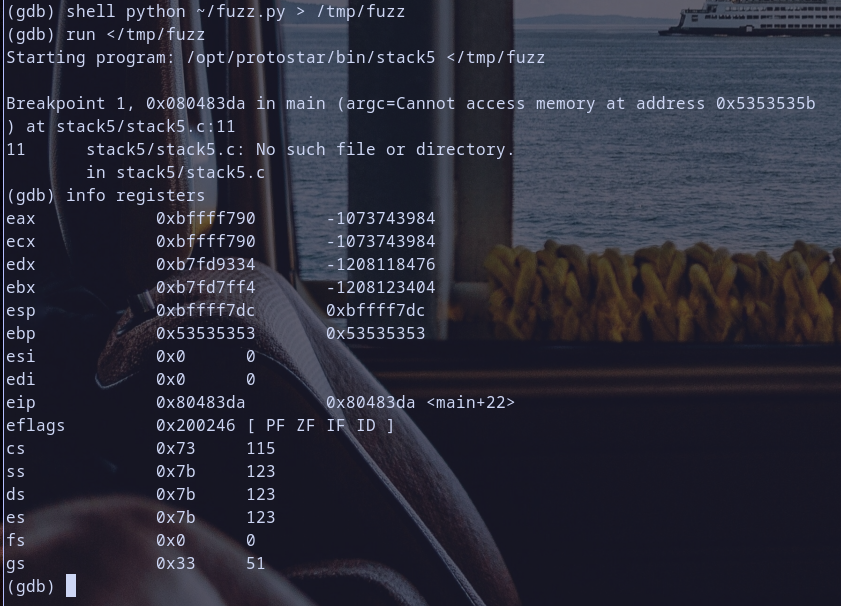 (gdb) shell python ~/fuzz.py > /tmp/fuzz
(gdb) run </tmp/fuzz
Starting program: /opt/protostar/bin/stack5 </tmp/fuzz

Breakpoint 1, 0x080483da in main (argc=Cannot access memory at address 0x5353535b
) at stack5/stack5.c:11
11      stack5/stack5.c: No such file or directory.
        in stack5/stack5.c
(gdb) info registers
eax            0xbffff790       -1073743984
ecx            0xbffff790       -1073743984
edx            0xb7fd9334       -1208118476
ebx            0xb7fd7ff4       -1208123404
esp            0xbffff7dc       0xbffff7dc
ebp            0x53535353       0x53535353
esi            0x0      0
edi            0x0      0
eip            0x80483da        0x80483da <main+22>
eflags         0x200246 [ PF ZF IF ID ]
cs             0x73     115
ss             0x7b     123
ds             0x7b     123
es             0x7b     123
fs             0x0      0
gs             0x33     51
(gdb)